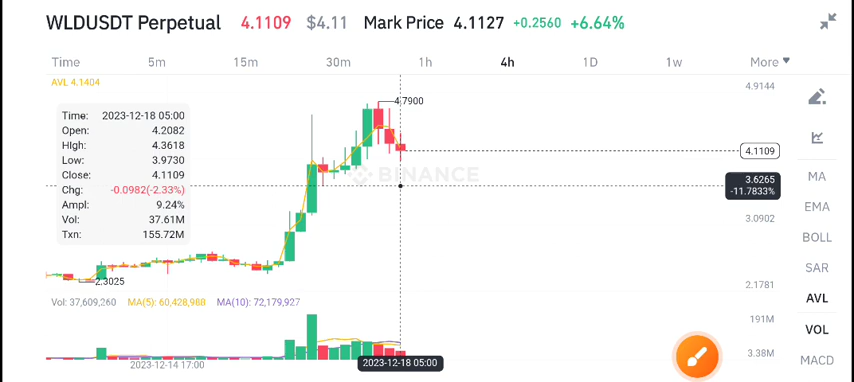 WLDUSDT Perpetual 4.1109 $4.11 Mark Price 4.1127 +0.2560 +6.64%
Time 5m 15m 30m 1h 4h 1D 1w More
AVL 4.1404
4.9144
4.7900
Time: 2023-12-18 05:00
Open: 4.2082
High: 4.3618
Low: 3.9730
Close: 4.1109
Chg: -0.0982(-2.33%)
Ampl: 9.24%
Vol: 37.61M
Txn: 155.72M
4.1109
BINANCE
3.6265
-11.7833%
3.0902
2.3025
2.1781
MA
EMA
BOLL
SAR
AVL
VOL
MACD
Vol: 37,609,260 MA(5): 60,428,988 MA(10): 72,179,927
191M
3.38M
2023-12-14 17:00
2023-12-18 05:00